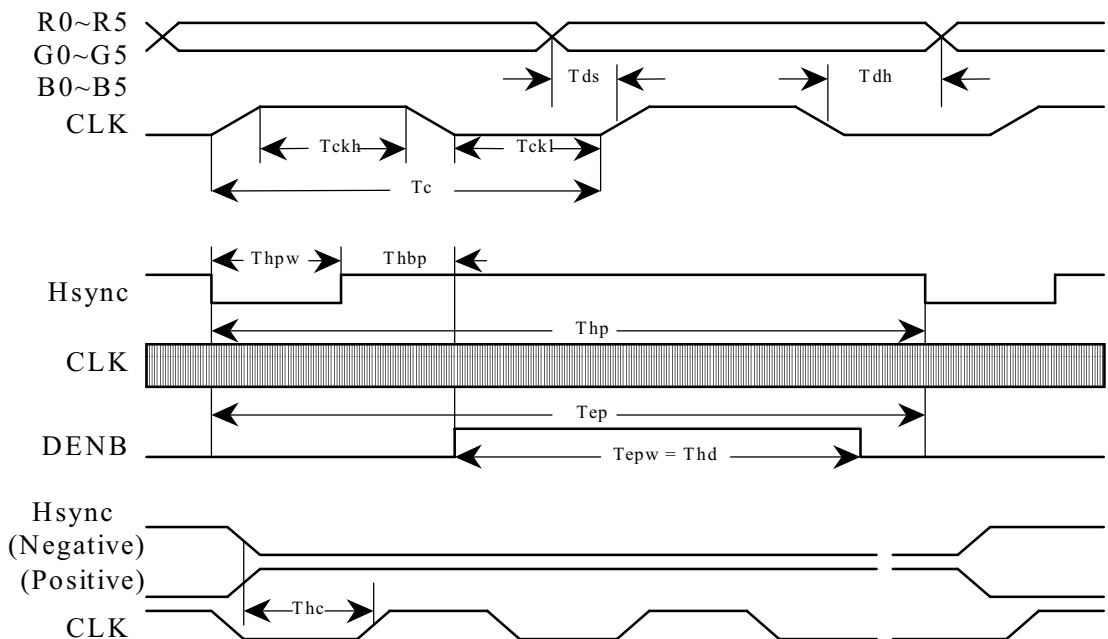 R0~R5
G0~G5
B0~B5
Tds
Tdh
CLK
Tckh
Tckl
Tc
Thpw
Thbp
Hsync
Thp
CLK
Tep
DENB
Tepw = Thd
Hsync
(Negative)
(Positive)
Thc
CLK